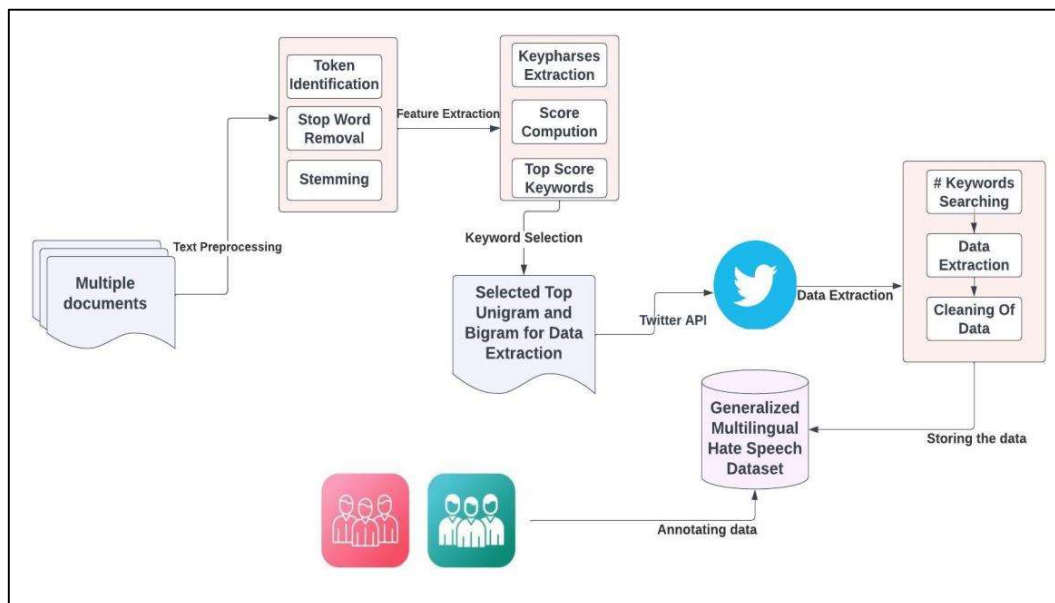 Multiple
documents
Text Preprocessing
Token
Identification
Stop Word
Removal
Stemming
Feature Extraction
Keypharses
Extraction
Score
Compution
Top Score
Keywords
Keyword Selection
Selected Top
Unigram and
Bigram for Data
Extraction
Twitter API
Data Extraction
# Keywords
Searching
Data
Extraction
Cleaning Of
Data
Storing the data
Generalized
Multilingual
Hate Speech
Dataset
Annotating data